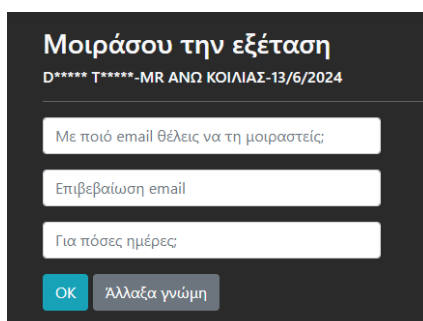 Μοιράσου την εξέταση
D***** T*****-MR ΑΝΩ ΚΟΙΛΙΑΣ-13/6/2024
Με ποιό email θέλεις να τη μοιραστείς;
Επιβεβαίωση email
Για πόσες ημέρες;
OK Άλλαξα γνώμη